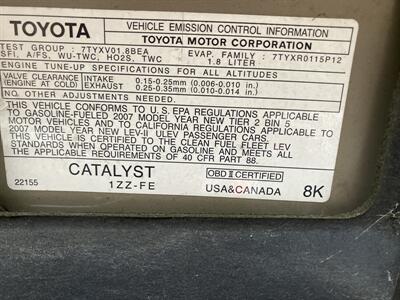 TOYOTA
VEHICLE EMISSION CONTROL INFORMATION
TOYOTA MOTOR CORPORATION
TEST GROUP : 7TYXV01.8BEA EVAP. FAMILY : 7TYXR0115P12
SFI, A/FS, WU-TWC, HO2S, TWC 1.8 LITER
ENGINE TUNE-UP SPECIFICATIONS FOR ALL ALTITUDES
VALVE CLEARANCE INTAKE 0.15-0.25mm (0.006-0.010 in.)
(ENGINE AT COLD) EXHAUST 0.25-0.35mm (0.010-0.014 in.)
NO. OTHER ADJUSTMENTS NEEDED.
THIS VEHICLE CONFORMS TO U.S. EPA REGULATIONS APPLICABLE
TO GASOLINE-FUELED 2007 MODEL YEAR NEW TIER 2 BIN 5
MOTOR VEHICLES AND TO CALIFORNIA REGULATIONS APPLICABLE TO
2007 MODEL YEAR NEW LEV-II ULEV PASSENGER CARS.
THIS VEHICLE IS CERTIFIED TO THE CLEAN FUEL FLEET LEV
STANDARDS WHEN OPERATED ON GASOLINE AND MEETS ALL
THE APPLICABLE REQUIREMENTS OF 40 CFR PART 88.
CATALYST OBD II CERTIFIED
22155 1ZZ-FE USA&CANADA 8K